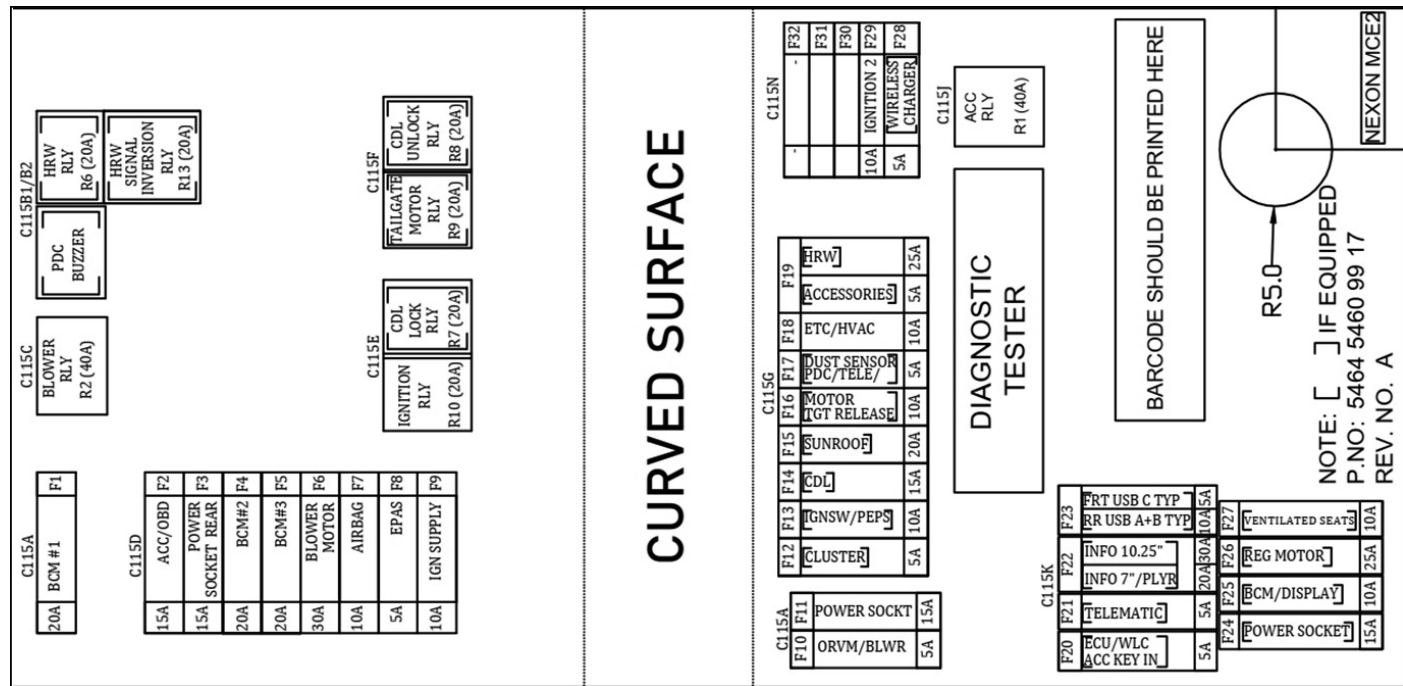 C115B1/B2
HRW
RLY
R6 (20A)
HRW
SIGNAL
INVERSION
RLY
R13 (20A)
PDC
BUZZER
C115C
BLOWER
RLY
R2 (40A)
C115F
CDL
UNLOCK
RLY
R8 (20A)
TAILGATE
MOTOR
RLY
R9 (20A)
C115E
CDL
LOCK
RLY
R7 (20A)
IGNITION
RLY
R10 (20A)
C115A
20A BCM #1 F1
C115D
15A ACC/OBD F2
15A POWER
SOCKET REAR F3
20A BCM#2 F4
20A BCM#3 F5
30A BLOWER
MOTOR F6
10A AIRBAG F7
5A EPAS F8
10A IGN SUPPLY F9
CURVED SURFACE
C115N
- - F32
F31
F30
10A IGNITION 2 F29
5A [WIRELESS
CHARGER] F28
C115J
ACC
RLY
R1 (40A)
C115G
F19 [HRW] 25A
[ACCESSORIES] 5A
F18 ETC/HVAC 10A
F17 [DUST SENSOR
PDC/TELE/] 5A
F16 [MOTOR
TGT RELEASE] 10A
F15 [SUNROOF] 20A
F14 [CDL] 15A
F13 [IGNSW/PEPS] 10A
F12 [CLUSTER] 5A
C115A
F11 POWER SOCKT 15A
F10 ORVM/BLWR 5A
DIAGNOSTIC
TESTER
BARCODE SHOULD BE PRINTED HERE
C115K
F23 [FRT USB C TYP] 5A
[RR USB A+B TYP] 10A
F22 [INFO 10.25"] 30A
[INFO 7"/PLYR] 20A
F21 [TELEMATIC] 5A
F20 [ECU/WLC
ACC KEY IN] 5A
F27 [VENTILATED SEATS] 10A
F26 [REG MOTOR] 25A
F25 [BCM/DISPLAY] 10A
F24 [POWER SOCKET] 15A
R5.0
NOTE: [ ] IF EQUIPPED
P.NO: 5464 5460 99 17
REV. NO. A
NEXON MCE2